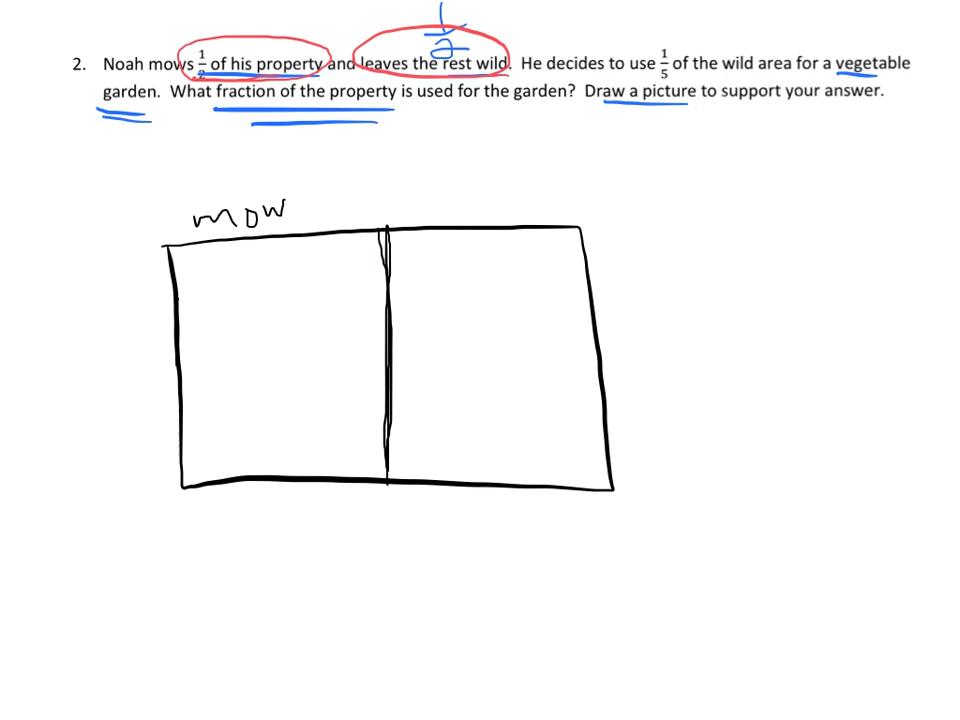 1/2
2. Noah mows 1/2 of his property and leaves the rest wild. He decides to use 1/5 of the wild area for a vegetable
garden. What fraction of the property is used for the garden? Draw a picture to support your answer.
mow